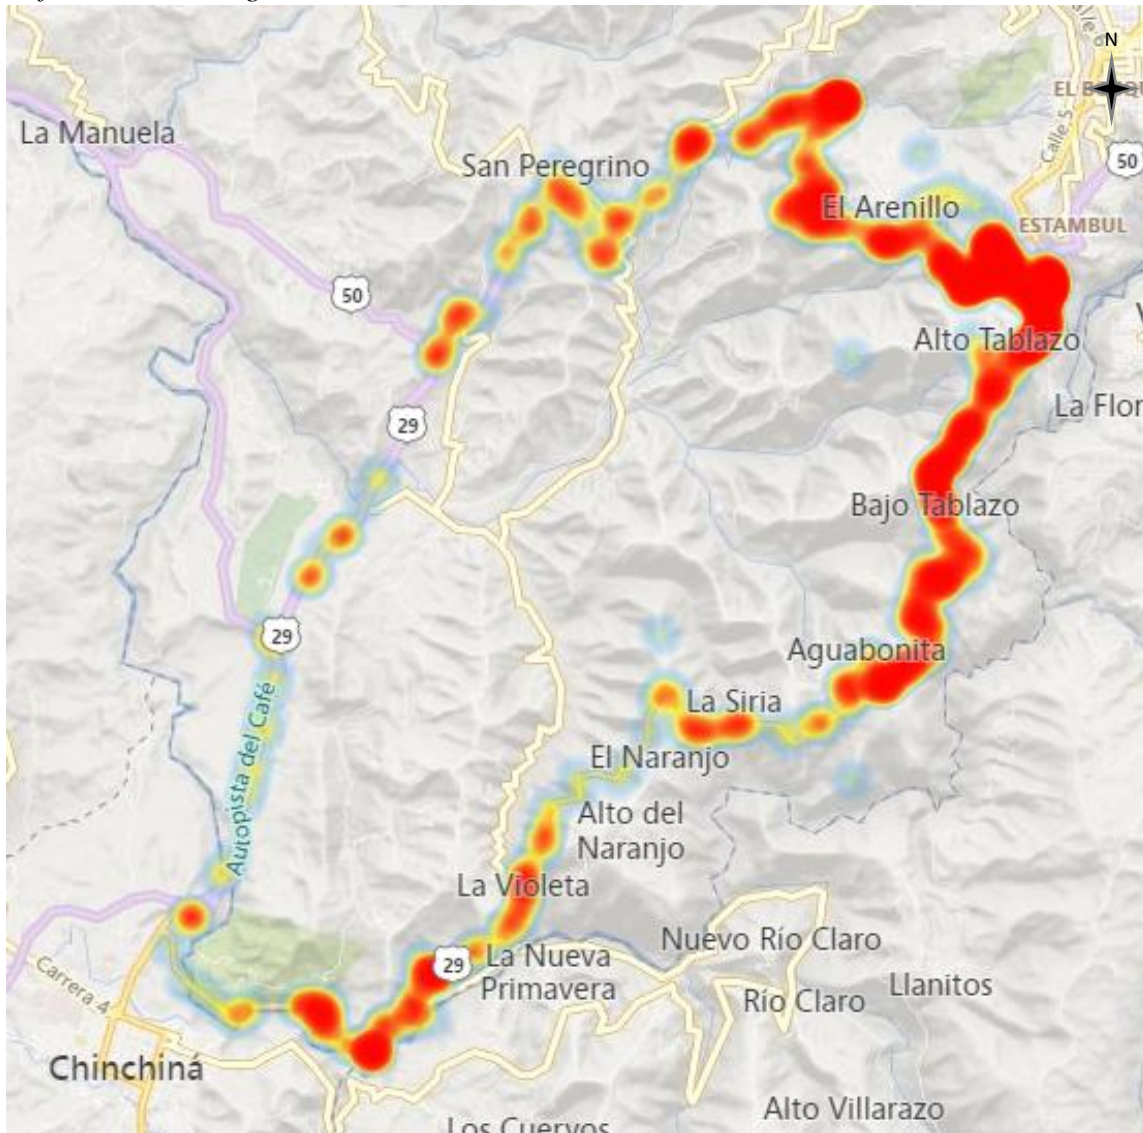 N
EL BOSQU
Calle 5
50
La Manuela
San Peregrino
El Arenillo
ESTAMBUL
50
Alto Tablazo
La Flor
29
Bajo Tablazo
29
Aguabonita
La Siria
Autopista del Café
El Naranjo
Alto del
Naranjo
La Violeta
29
La Nueva
Primavera
Nuevo Río Claro
Llanitos
Río Claro
Carrera 4
Chinchiná
Alto Villarazo
Los Cuervos